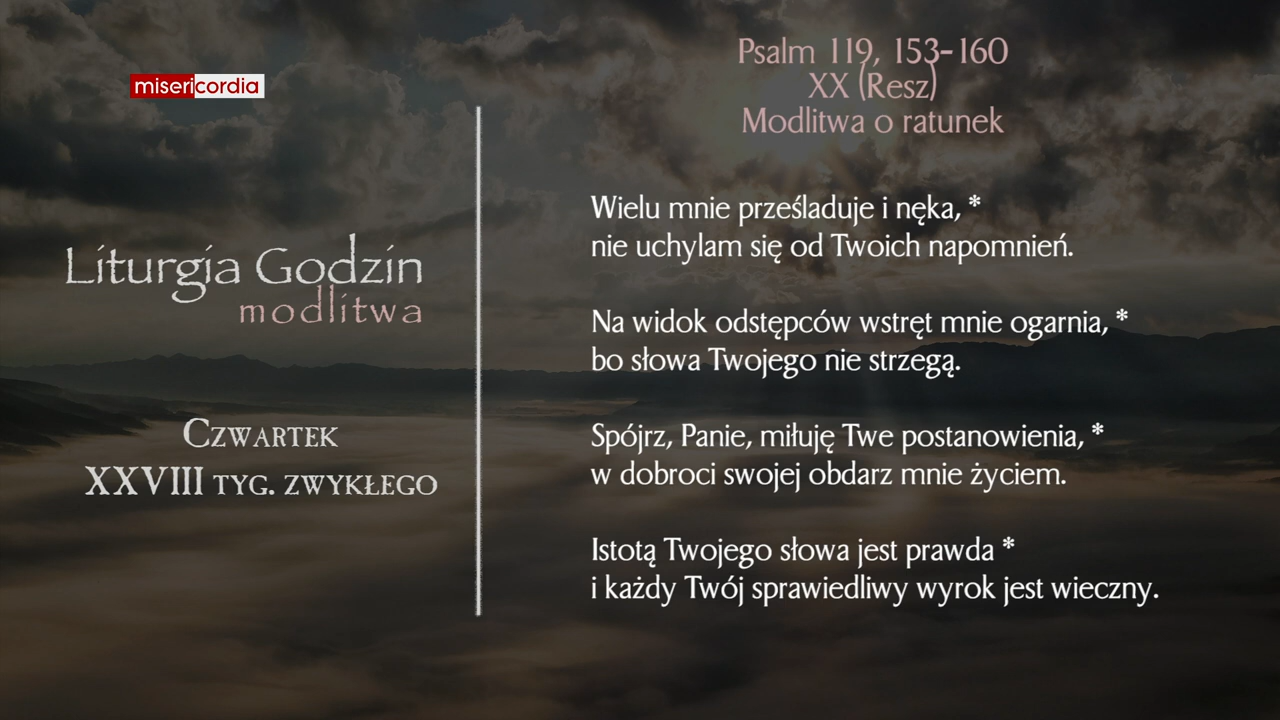 misericordia
Liturgia Godzin
modlitwa
Czwartek
XXVIII tyg. zwykłego
Psalm 119, 153-160
XX (Resz)
Modlitwa o ratunek
Wielu mnie prześladuje i nęka, *
nie uchylam się od Twoich napomnień.
Na widok odstępców wstręt mnie ogarnia, *
bo słowa Twojego nie strzegą.
Spójrz, Panie, miłuję Twe postanowienia, *
w dobroci swojej obdarz mnie życiem.
Istotą Twojego słowa jest prawda *
i każdy Twój sprawiedliwy wyrok jest wieczny.